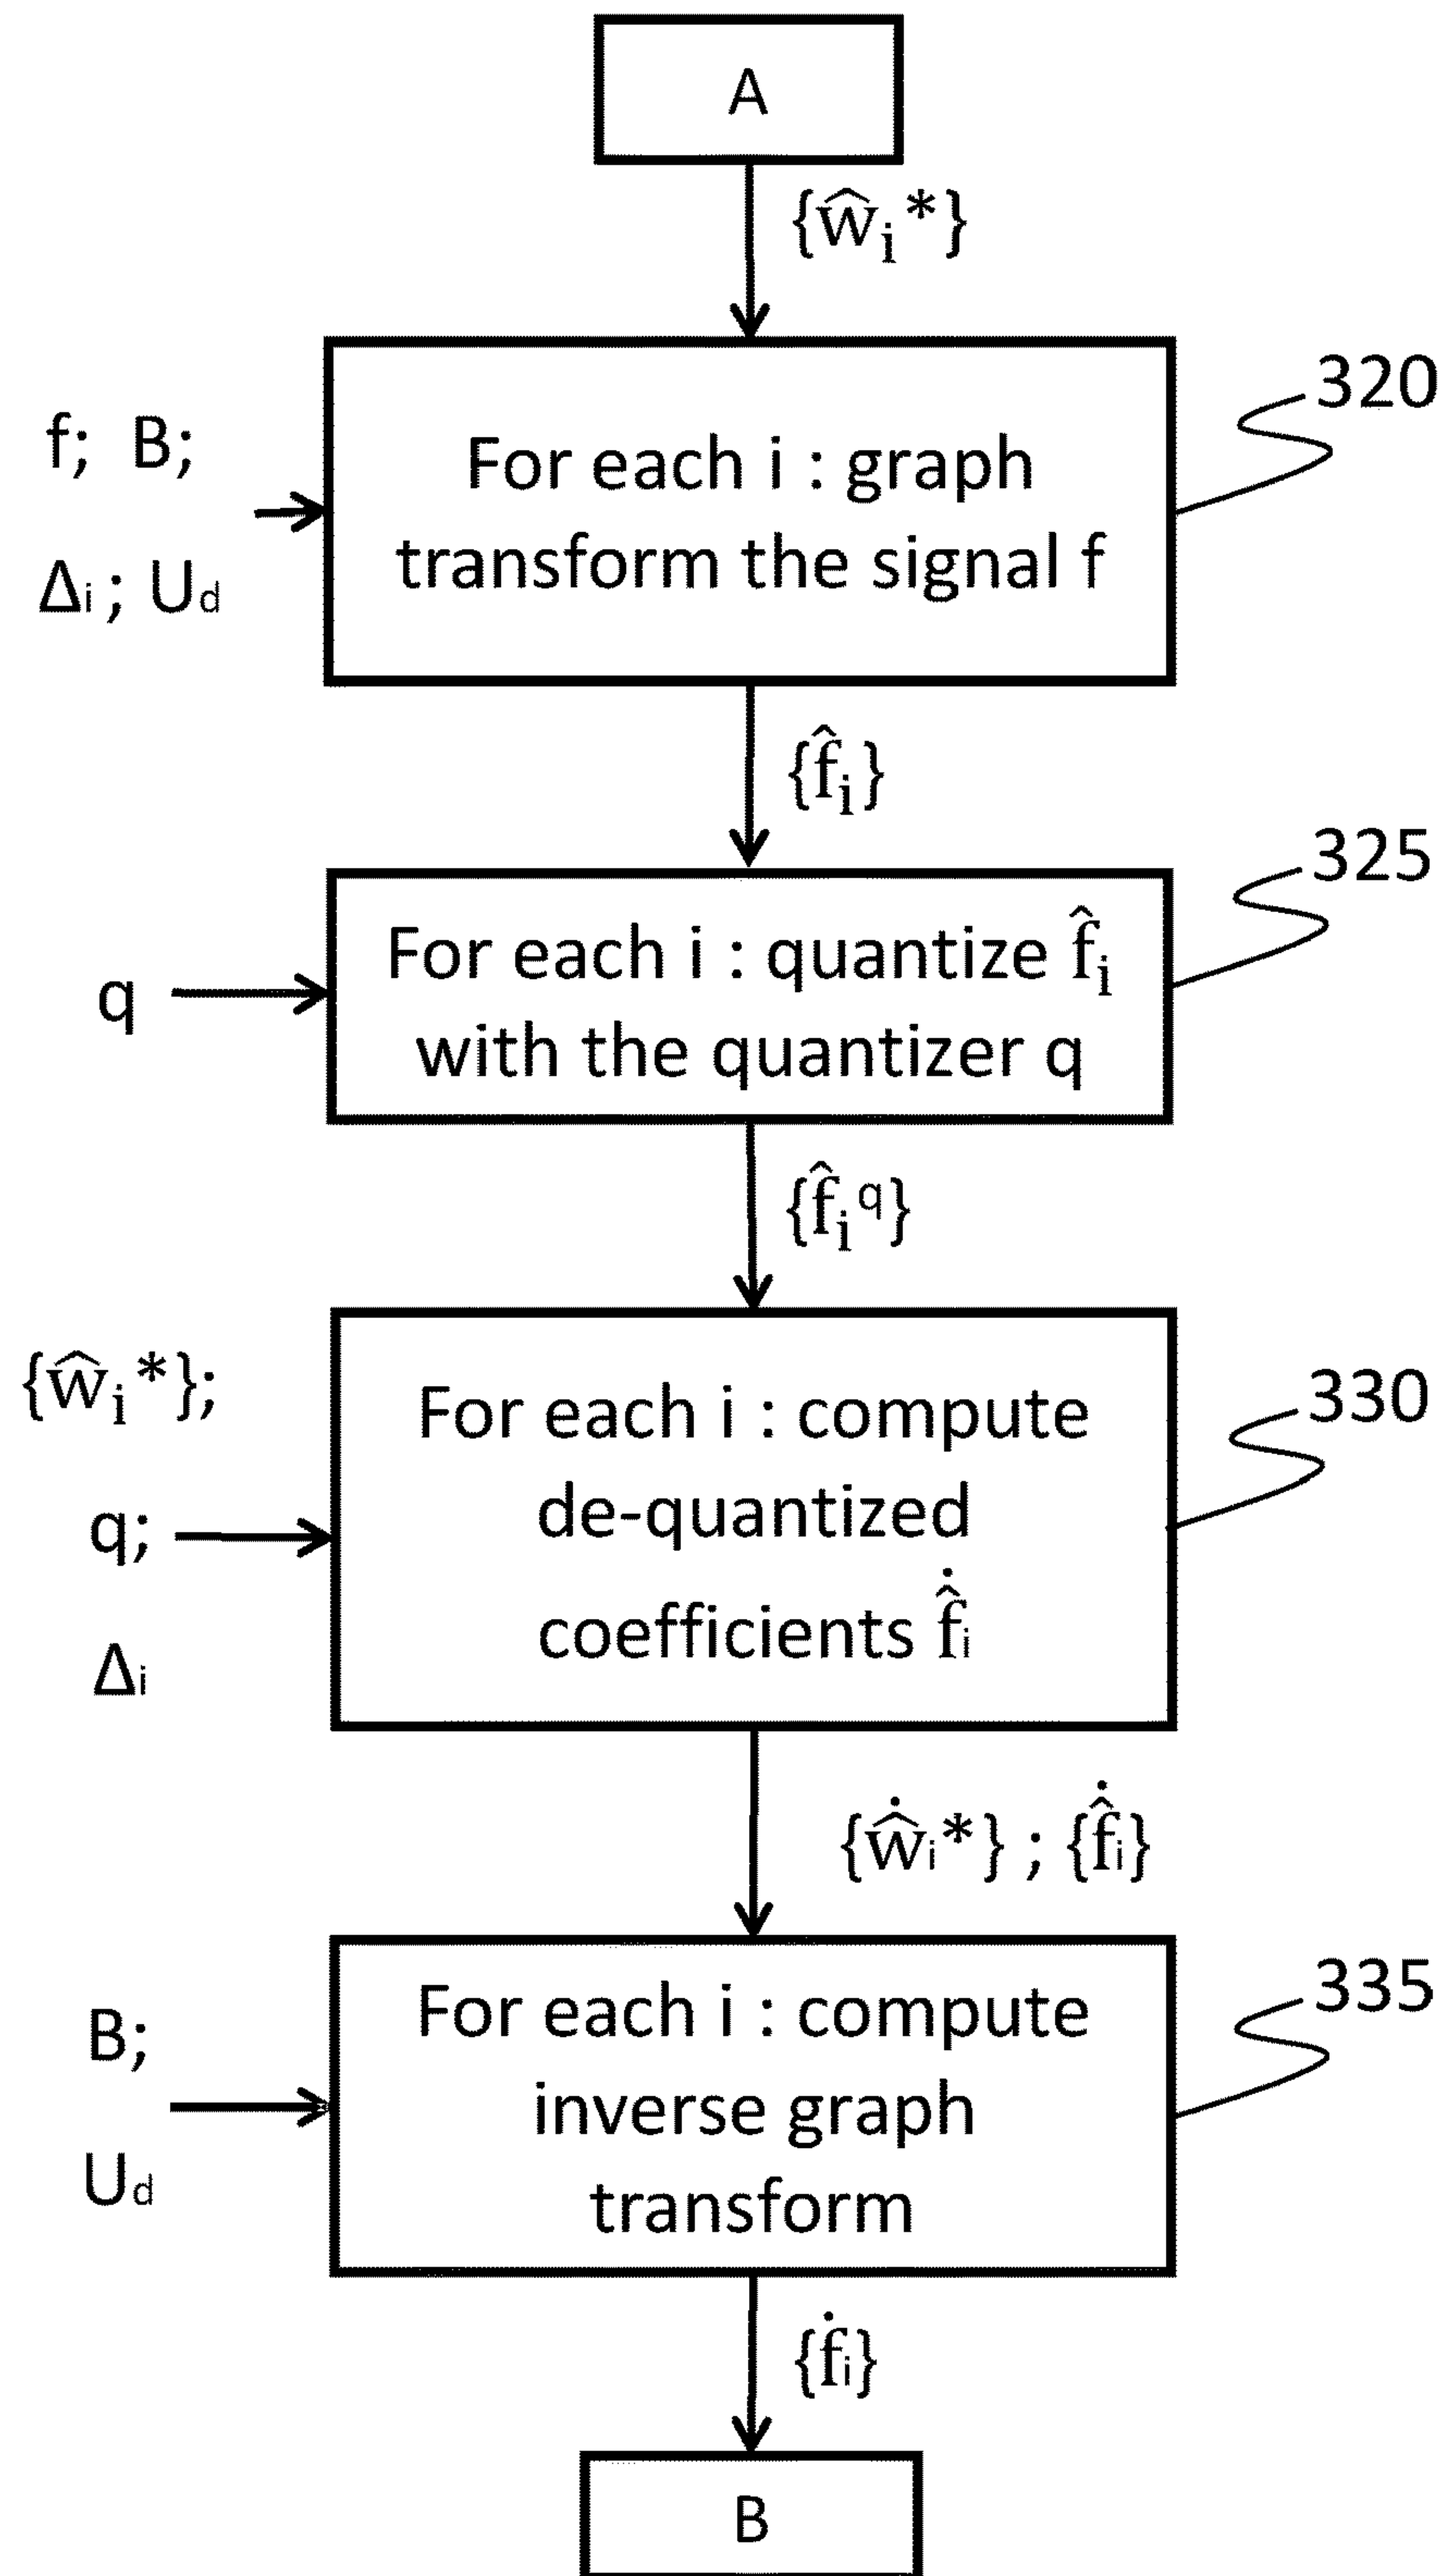 A
{ŵᵢ*}
320
f; B;
For each i : graph
transform the signal f
Δi ; Ud
{f̂ᵢ}
325
For each i : quantize f̂ᵢ
q
with the quantizer q
{f̂ᵢ^q}
{ŵᵢ*};
330
For each i : compute
q;
de-quantized
coefficients f̂̇ᵢ
Δi
{ŵ̇ᵢ*} ; {f̂̇ᵢ}
335
For each i : compute
B;
inverse graph
Ud
transform
{ḟᵢ}
B